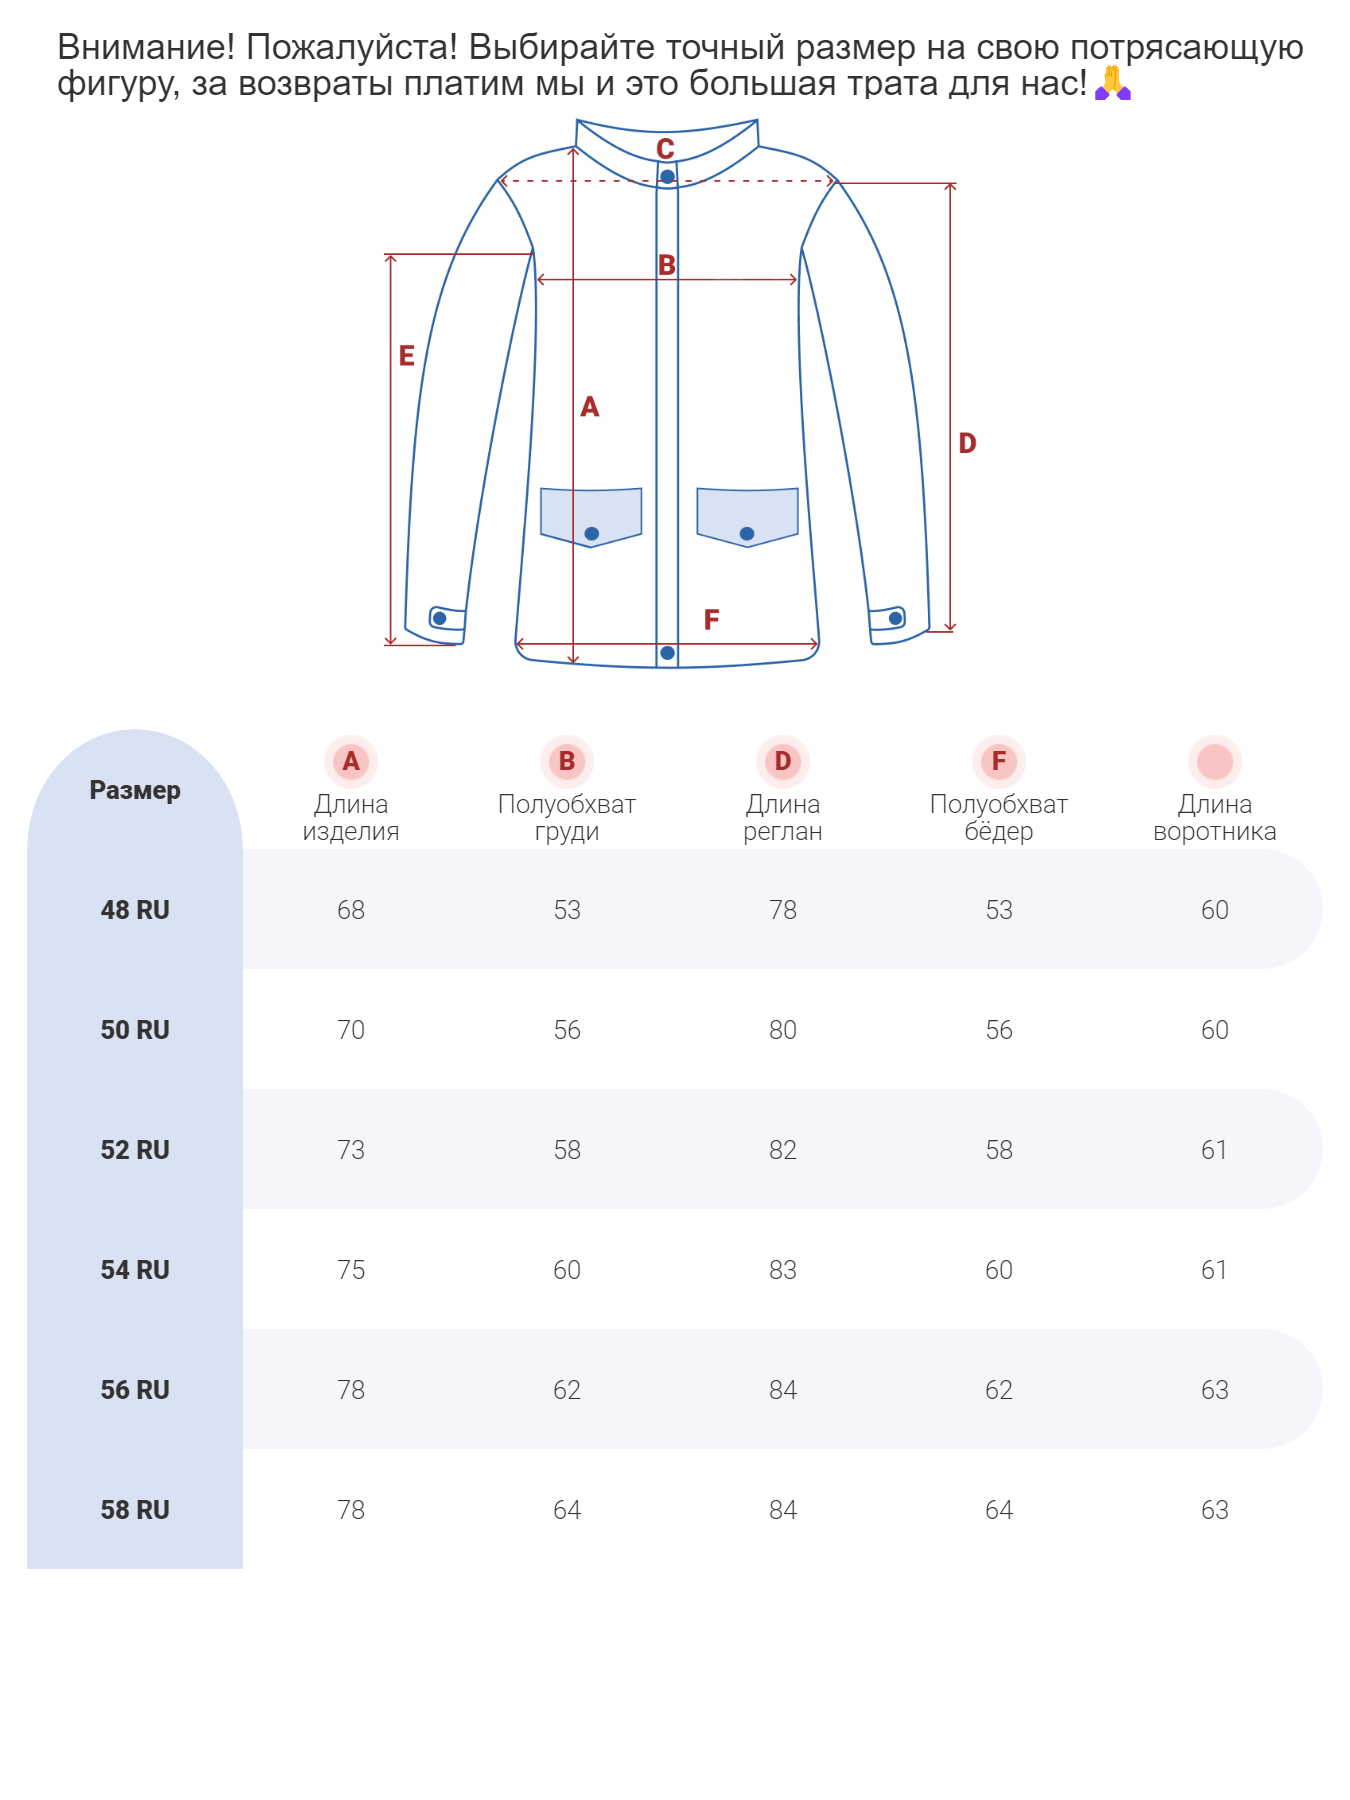 Внимание! Пожалуйста! Выбирайте точный размер на свою потрясающую
фигуру, за возвраты платим мы и это большая трата для нас!🙏
C
B
E
A
D
F
Размер
A B D F
Длина Полуобхват Длина Полуобхват Длина
изделия груди реглан бёдер воротника
48 RU 68 53 78 53 60
50 RU 70 56 80 56 60
52 RU 73 58 82 58 61
54 RU 75 60 83 60 61
56 RU 78 62 84 62 63
58 RU 78 64 84 64 63